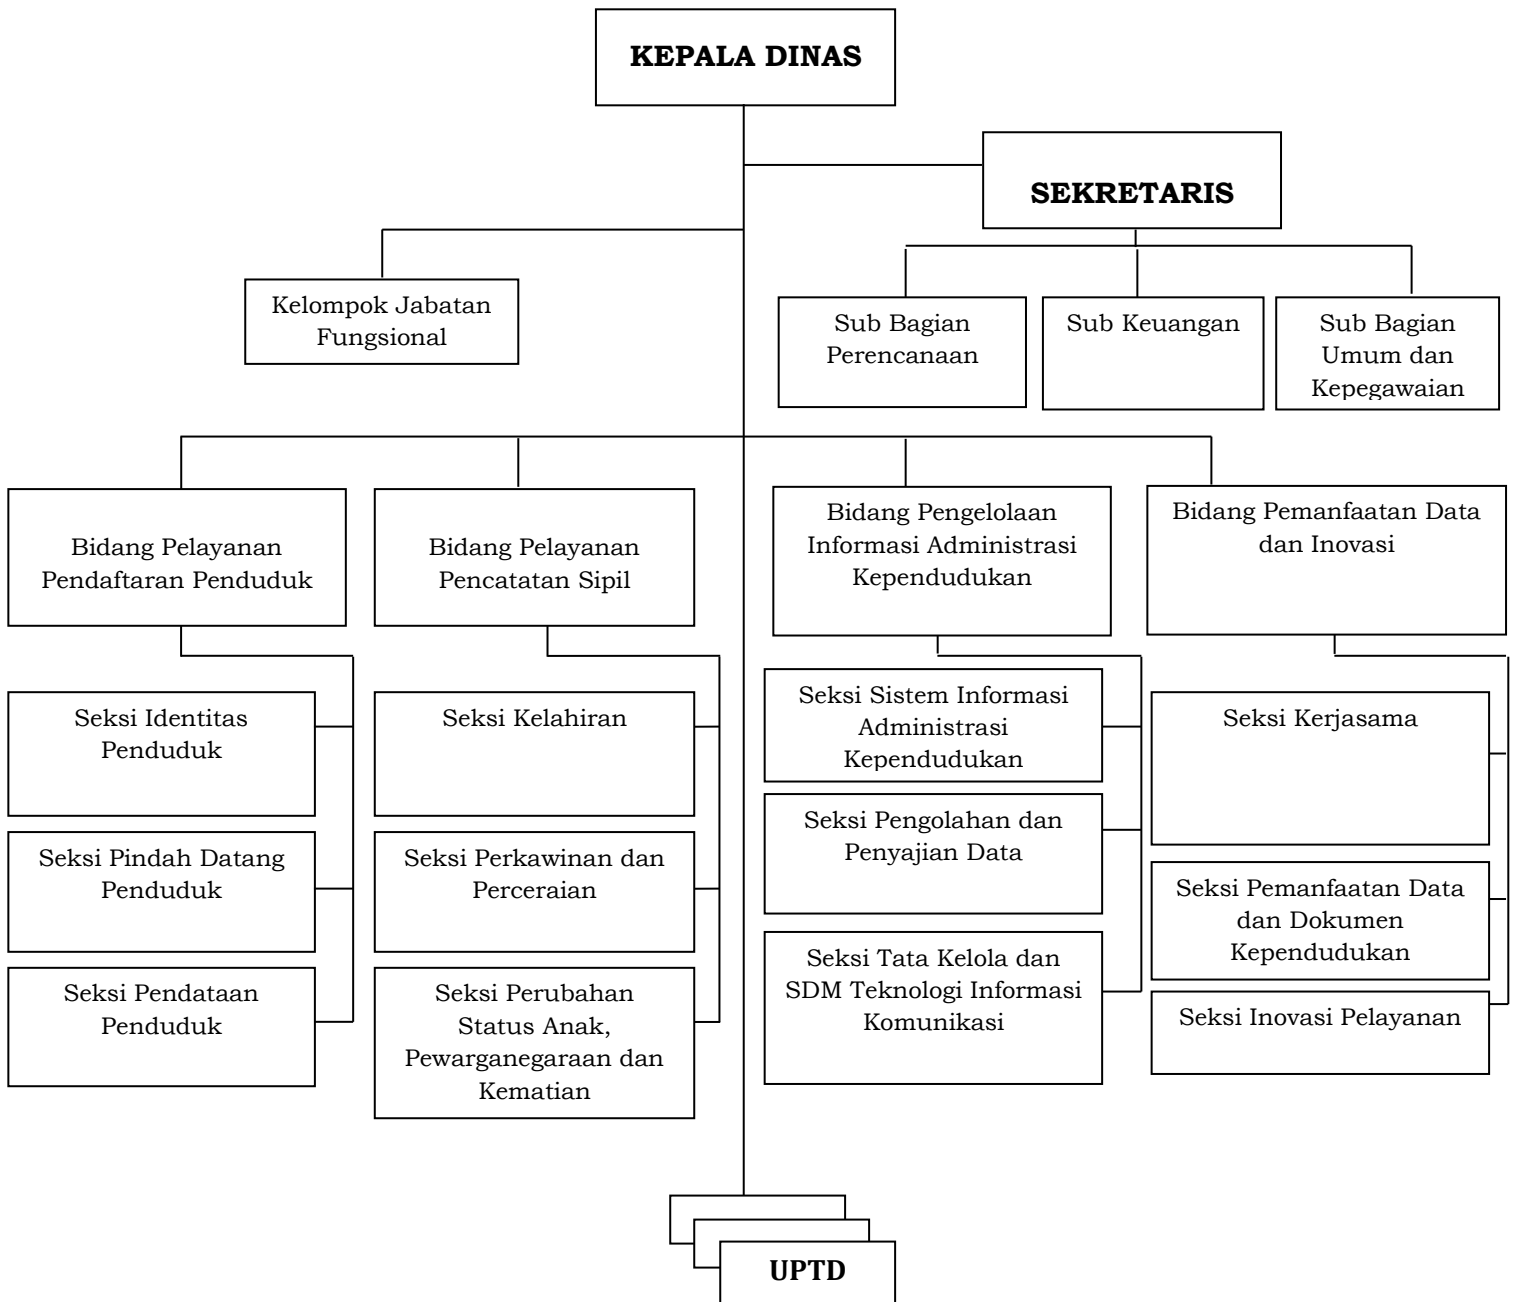 KEPALA DINAS
SEKRETARIS
Kelompok Jabatan
Fungsional
Sub Bagian
Perencanaan
Sub Keuangan
Sub Bagian
Umum dan
Kepegawaian
Bidang Pelayanan
Pendaftaran Penduduk
Bidang Pelayanan
Pencatatan Sipil
Bidang Pengelolaan
Informasi Administrasi
Kependudukan
Bidang Pemanfaatan Data
dan Inovasi
Seksi Identitas
Penduduk
Seksi Pindah Datang
Penduduk
Seksi Pendataan
Penduduk
Seksi Kelahiran
Seksi Perkawinan dan
Perceraian
Seksi Perubahan
Status Anak,
Pewarganegaraan dan
Kematian
Seksi Sistem Informasi
Administrasi
Kependudukan
Seksi Pengolahan dan
Penyajian Data
Seksi Tata Kelola dan
SDM Teknologi Informasi
Komunikasi
Seksi Kerjasama
Seksi Pemanfaatan Data
dan Dokumen
Kependudukan
Seksi Inovasi Pelayanan
UPTD